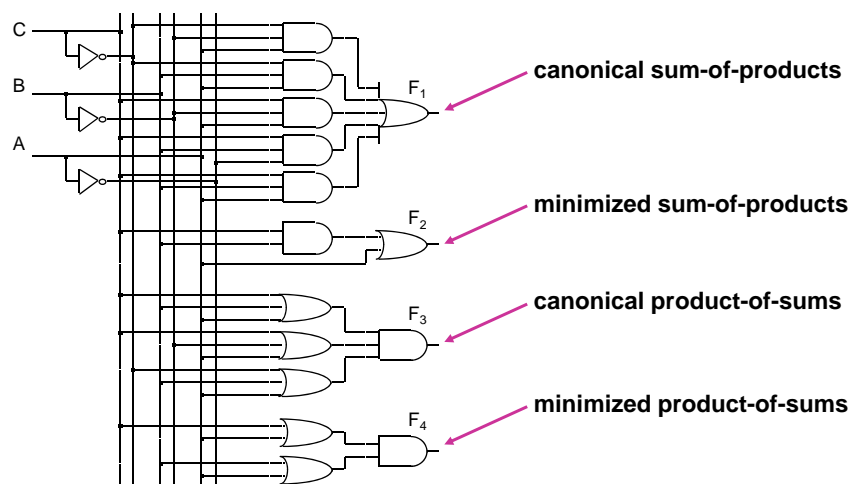 C
canonical sum-of-products
B
F1
A
minimized sum-of-products
F2
canonical product-of-sums
F3
minimized product-of-sums
F4